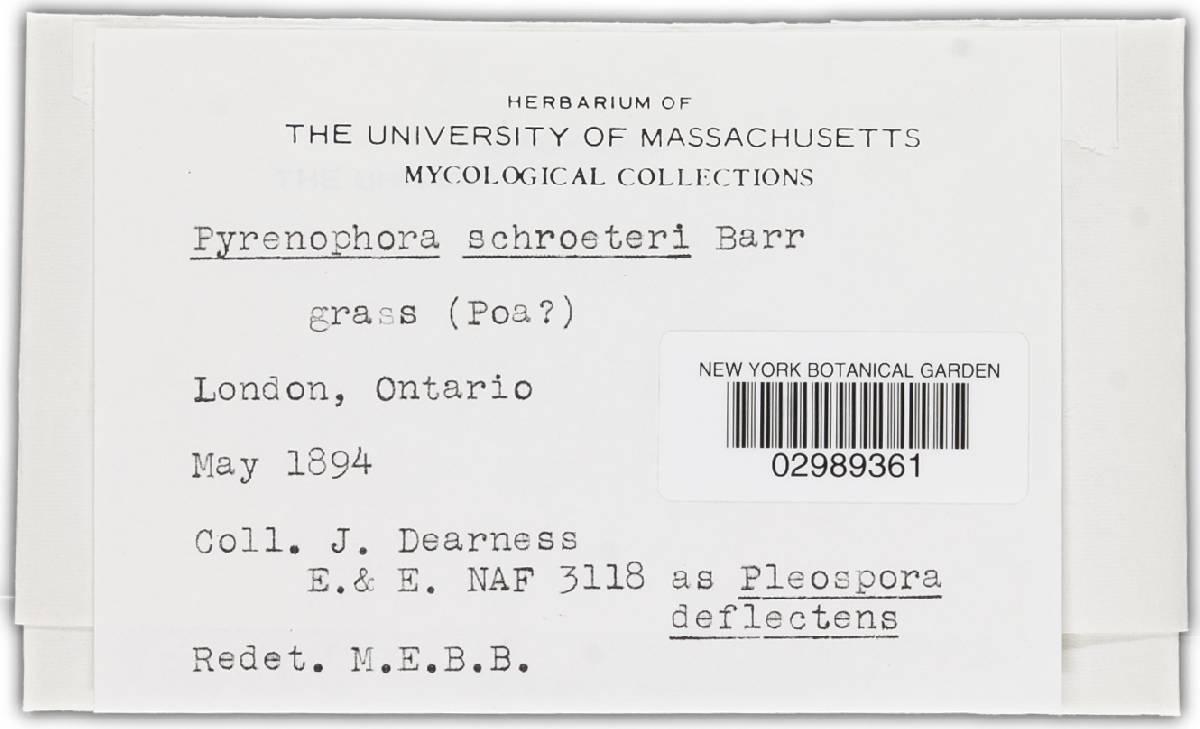 HERBARIUM OF
THE UNIVERSITY OF MASSACHUSETTS
MYCOLOGICAL COLLECTIONS
Pyrenophora schroeteri Barr
grass (Poa?)
London, Ontario
NEW YORK BOTANICAL GARDEN
02989361
May 1894
Coll. J. Dearness
E.& E. NAF 3118 as Pleospora
deflectens
Redet. M.E.B.B.